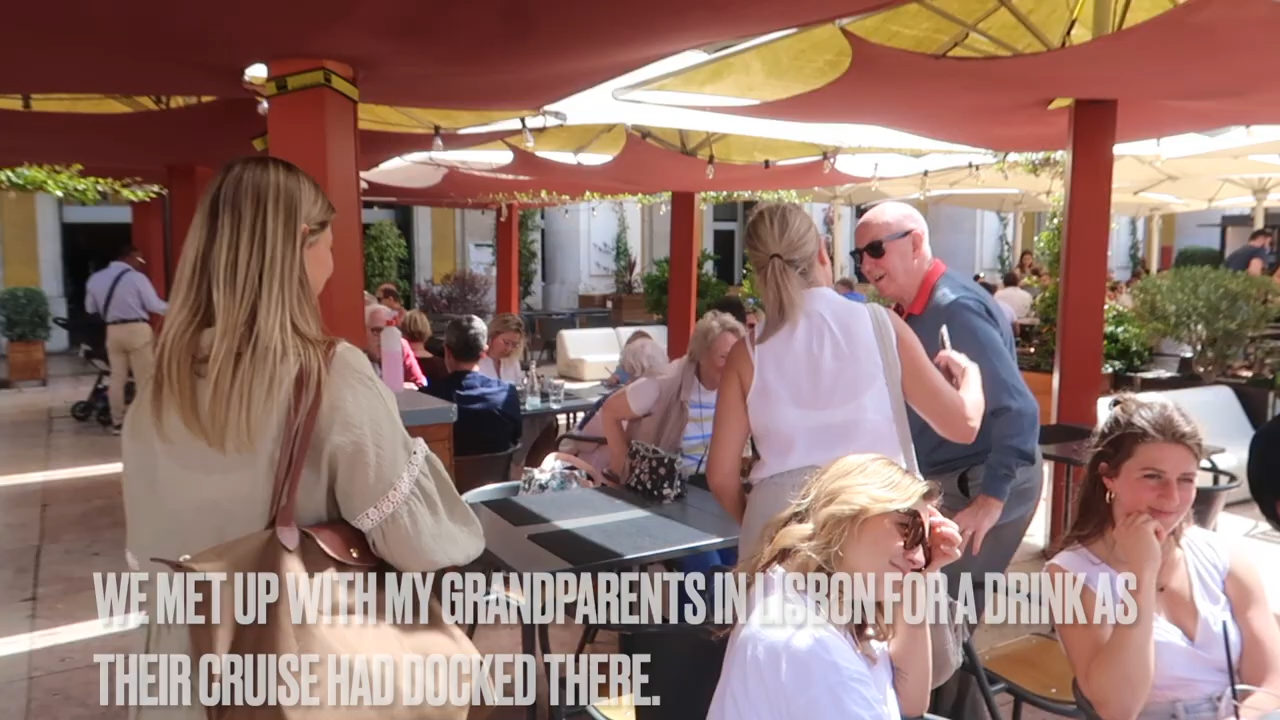 WE MET UP WITH MY GRANDPARENTS IN LISBON FOR A DRINK AS
THEIR CRUISE HAD DOCKED THERE.